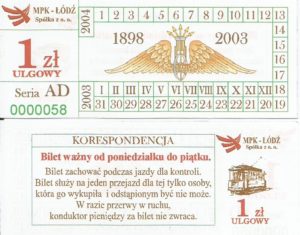 MPK-ŁÓDŹ
Spółka z o. o.
1 zł
ULGOWY
Seria AD
0000058
2004 1 2 3 4 5 6 7 8 9 10 11 12 13
14
15
16
17
18
1898 2003
2003 I II III IV V VI VII VIII IX X XI XII
31 30 29 28 27 26 25 24 23 22 21 20 19
KORESPONDENCJA
Bilet ważny od poniedziałku do piątku.
Bilet zachować podczas jazdy dla kontroli.
Bilet służy na jeden przejazd dla tej tylko osoby,
która go wykupiła i odstąpionym być nie może.
W razie przerwy w ruchu,
konduktor pieniędzy za bilet nie zwraca.
MPK-ŁÓDŹ
Spółka z o. o.
1 zł
ULGOWY